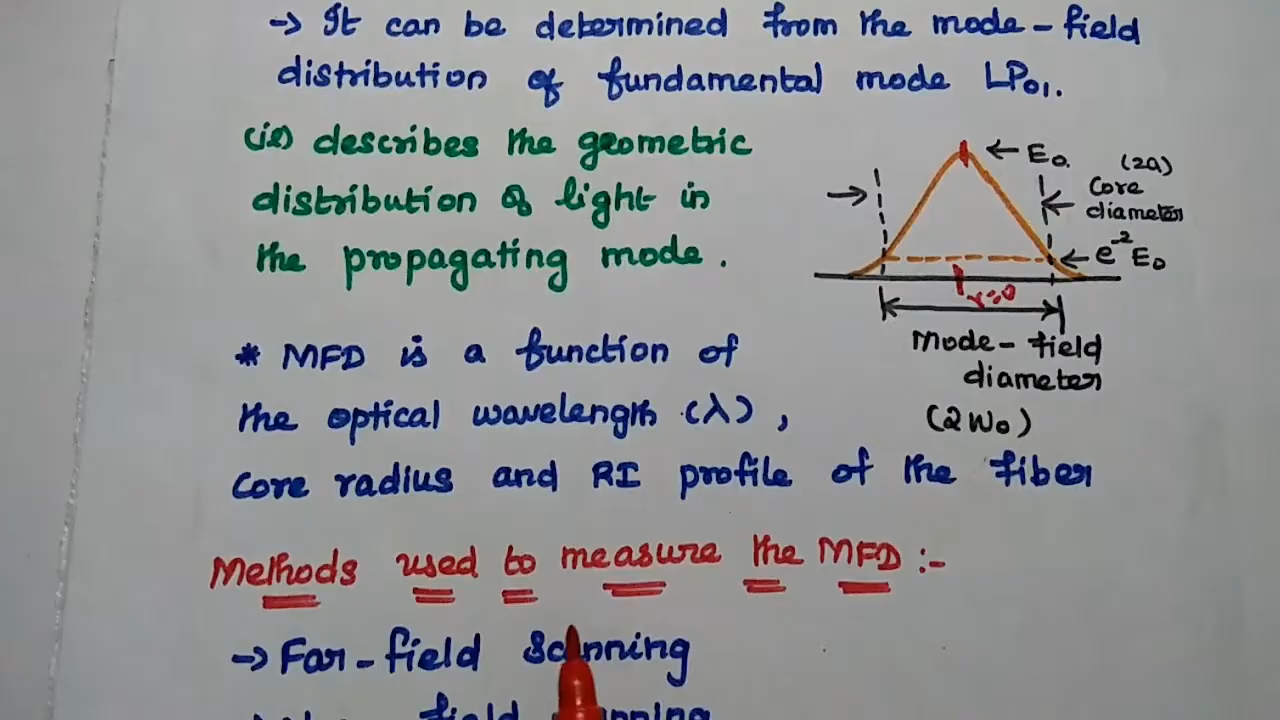 → It can be determined from the mode-field
distribution of fundamental mode LP01.
(ie) describes the geometric
distribution of light in
the propagating mode.
← E0.
(2a)
Core
diameter
← e^-2 E0
r=0
Mode-field
diameter
(2W0)
* MFD is a function of
the optical wavelength (λ),
core radius and RI profile of the fiber
Methods used to measure the MFD :-
→ Far-field Scanning
field